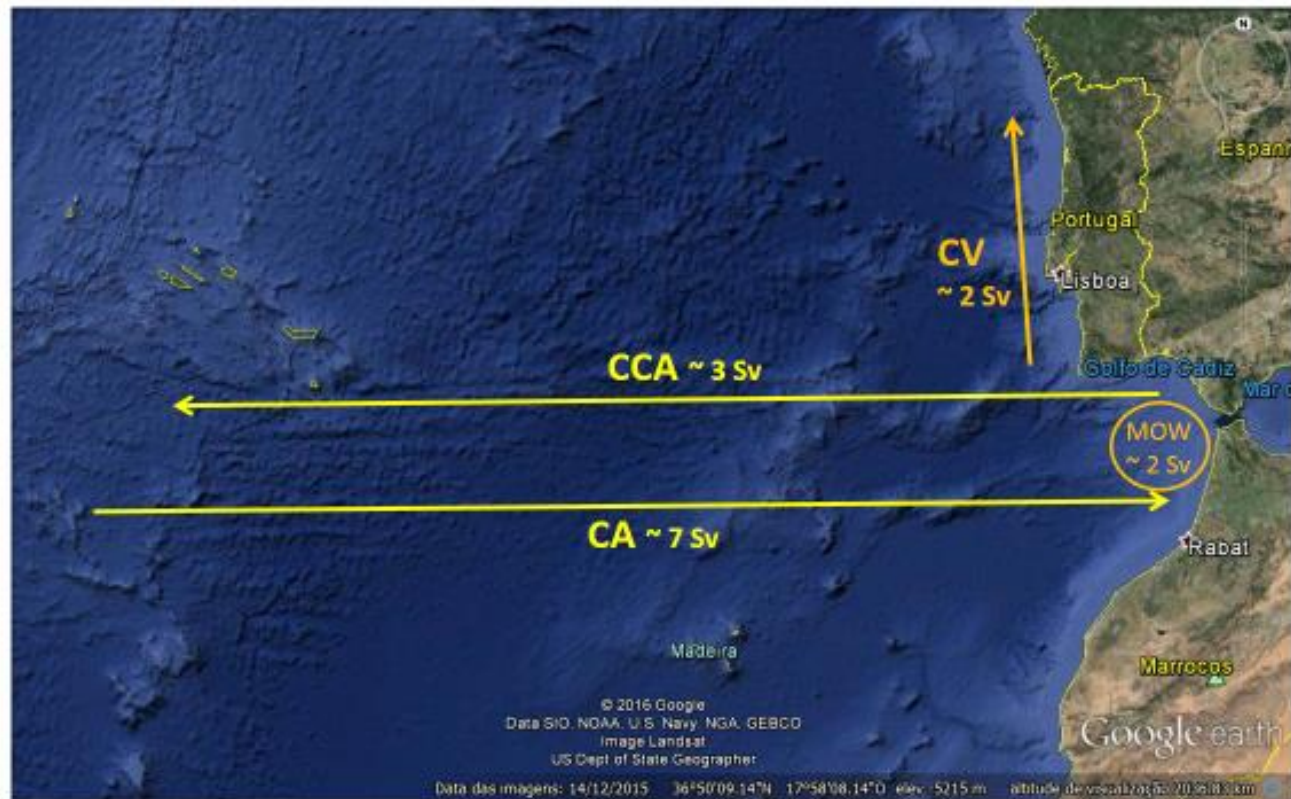 N
Espanh
Portugal
CV
~ 2 Sv
Lisboa
CCA ~ 3 Sv
Golfo de Cádiz
Mar d
MOW
~ 2 Sv
CA ~ 7 Sv
Rabat
Madeira
Marrocos
© 2016 Google
Data SIO, NOAA, U.S. Navy, NGA, GEBCO
Image Landsat
US Dept of State Geographer
Google earth
Data das imagens: 14/12/2015 36°50'09.14"N 17°58'08.14"O elev -5215 m altitude de visualização 2036.83 km